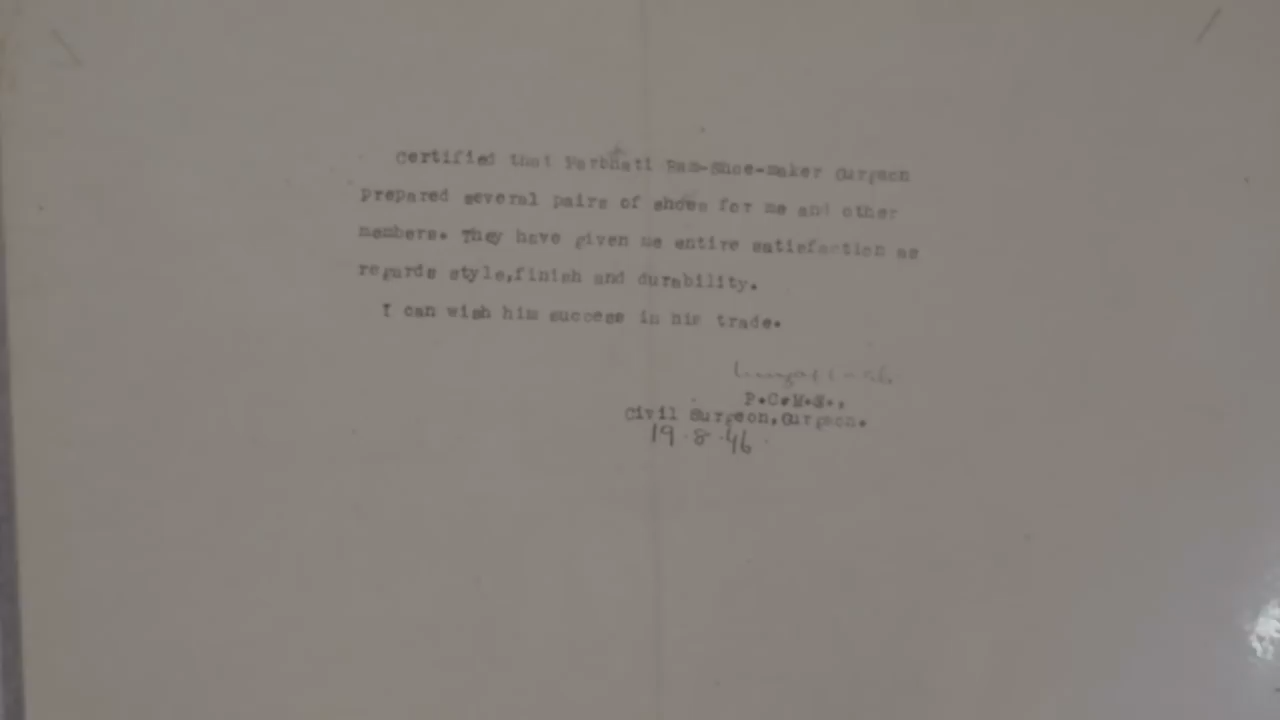 Certified that Parbhati Ram-Shoe-maker Gurgaon
prepared several pairs of shoes for me and other
members. They have given me entire satisfaction as
regards style,finish and durability.
I can wish him success in his trade.
P.C.M.S.,
Civil Surgeon,Gurgaon.
19.8.46